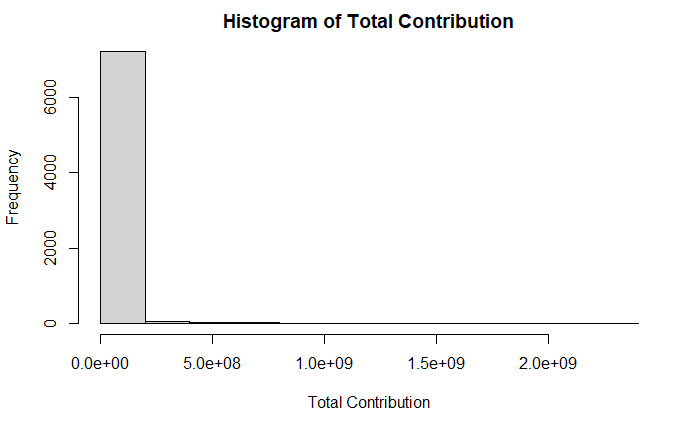 Histogram of Total Contribution
Frequency
6000
4000
2000
0
0.0e+00 5.0e+08 1.0e+09 1.5e+09 2.0e+09
Total Contribution